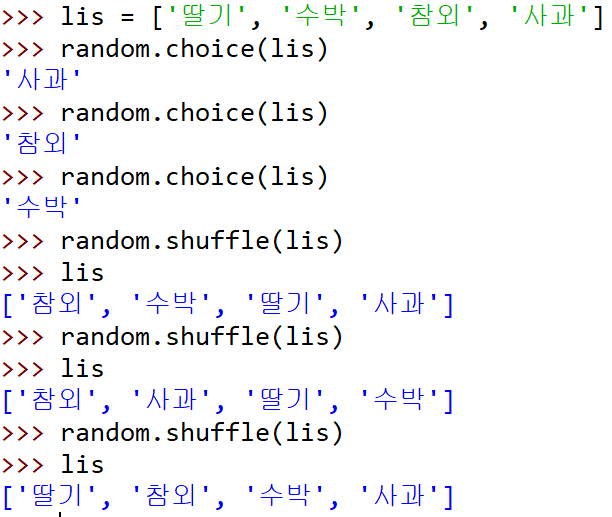 >>> lis = ['딸기', '수박', '참외', '사과']
>>> random.choice(lis)
'사과'
>>> random.choice(lis)
'참외'
>>> random.choice(lis)
'수박'
>>> random.shuffle(lis)
>>> lis
['참외', '수박', '딸기', '사과']
>>> random.shuffle(lis)
>>> lis
['참외', '사과', '딸기', '수박']
>>> random.shuffle(lis)
>>> lis
['딸기', '참외', '수박', '사과']